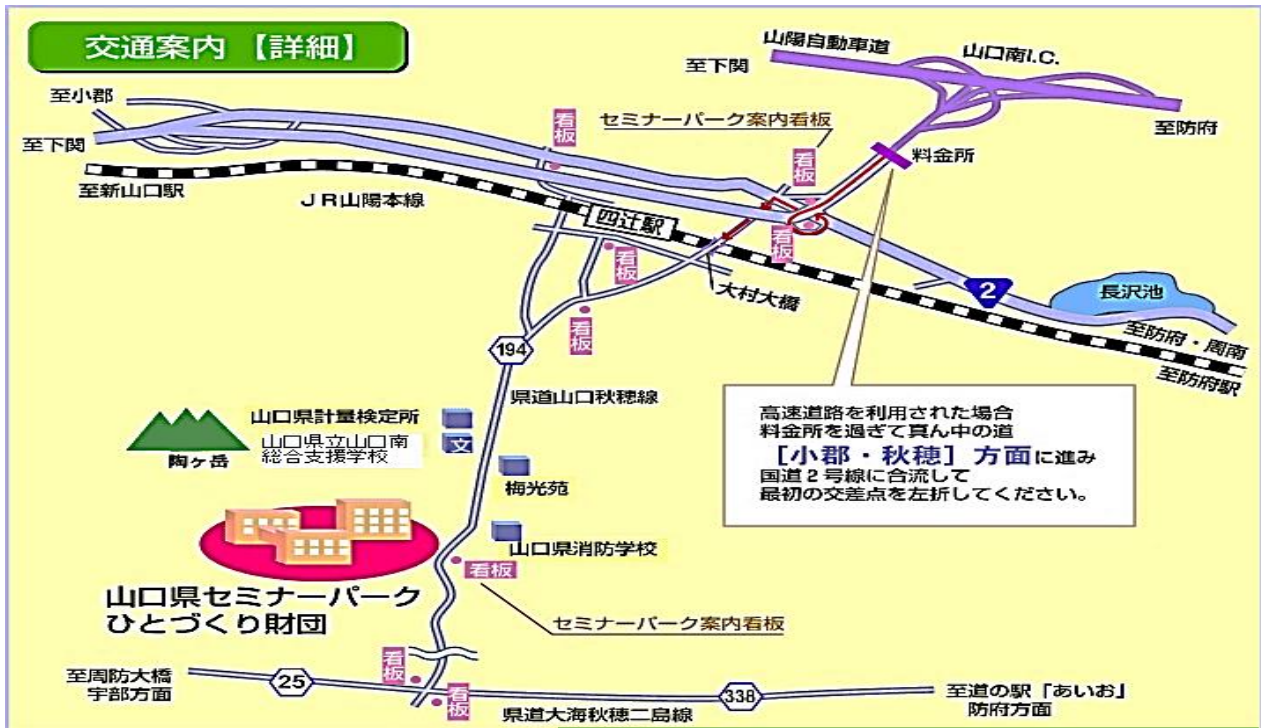 交通案内 【詳細】
山陽自動車道
山口南I.C.
至下関
至防府
至小郡
至下関
看板
セミナーパーク案内看板
看板
料金所
至新山口駅
JR山陽本線
四辻駅
看板
看板
大村大橋
2
長沢池
至防府・周南
至防府駅
看板
194
県道山口秋穂線
高速道路を利用された場合
料金所を過ぎて真ん中の道
[小郡・秋穂] 方面に進み
国道2号線に合流して
最初の交差点を左折してください。
山口県計量検定所
陶ヶ岳
山口県立山口南
総合支援学校
文
梅光苑
山口県消防学校
看板
山口県セミナーパーク
ひとづくり財団
セミナーパーク案内看板
至周防大橋
宇部方面
25
看板
看板
338
県道大海秋穂二島線
至道の駅「あいお」
防府方面